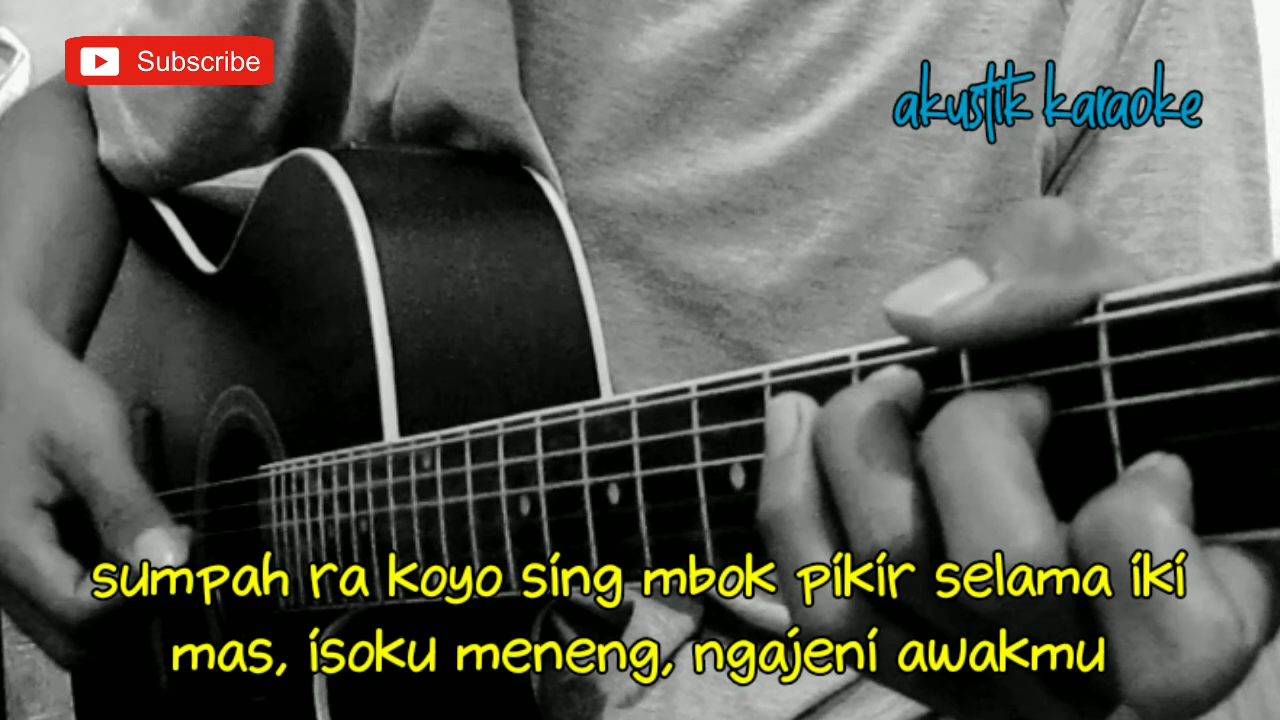 Subscribe
akustik karaoke
sumpah ra koyo sing mbok pikir selama iki
mas, isoku meneng, ngajeni awakmu